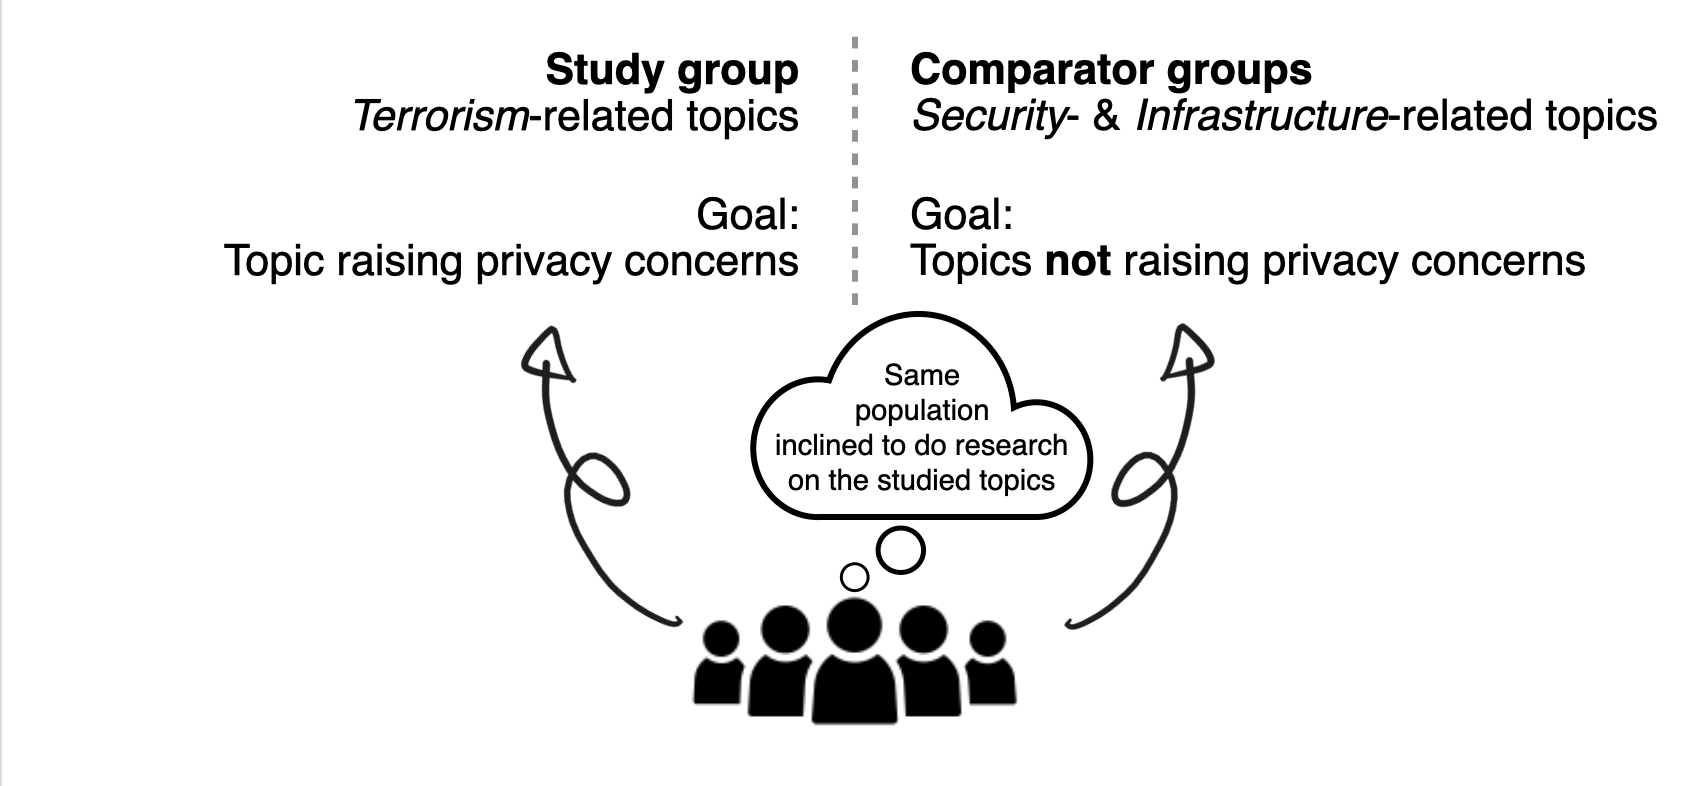 Study group
Terrorism-related topics
Goal:
Topic raising privacy concerns
Comparator groups
Security- & Infrastructure-related topics
Goal:
Topics not raising privacy concerns
Same
population
inclined to do research
on the studied topics